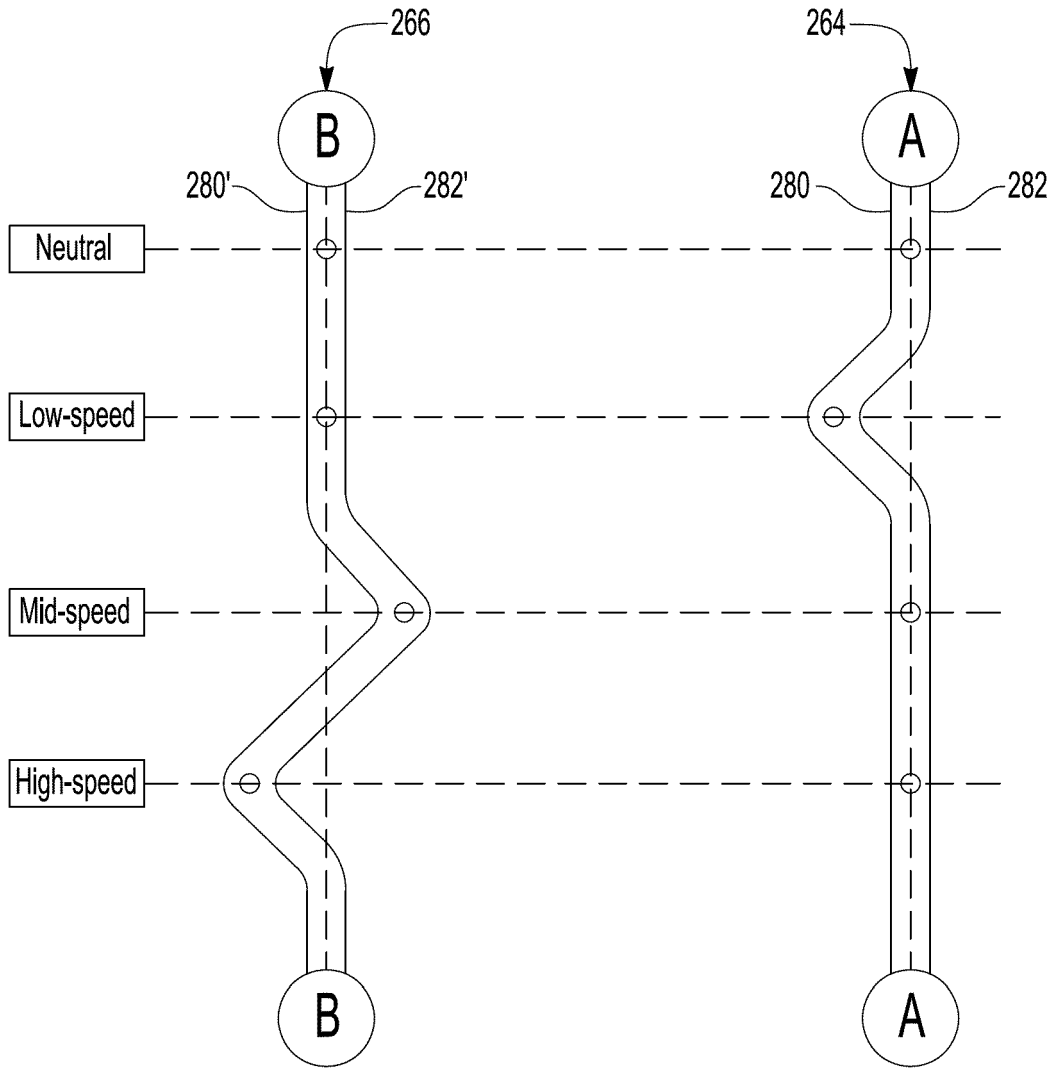 266
264
B
A
280'
282'
280
282
Neutral
Low-speed
Mid-speed
High-speed
B
A